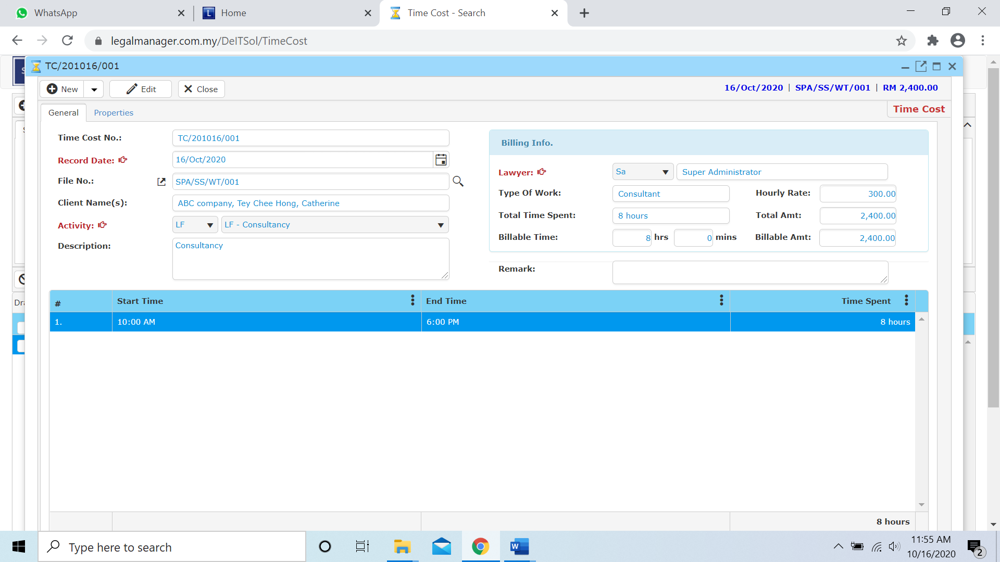 WhatsApp
Home
Time Cost - Search
legalmanager.com.my/DeITSol/TimeCost
TC/201016/001
New
Edit
Close
16/Oct/2020 | SPA/SS/WT/001 | RM 2,400.00
General
Properties
Time Cost
Time Cost No.: TC/201016/001
Record Date: 16/Oct/2020
File No.: SPA/SS/WT/001
Client Name(s): ABC company, Tey Chee Hong, Catherine
Activity: LF LF - Consultancy
Description: Consultancy
Billing Info.
Lawyer: Sa Super Administrator
Type Of Work: Consultant Hourly Rate: 300.00
Total Time Spent: 8 hours Total Amt: 2,400.00
Billable Time: 8 hrs 0 mins Billable Amt: 2,400.00
Remark:
# Start Time End Time Time Spent
1. 10:00 AM 6:00 PM 8 hours
8 hours
Type here to search
11:55 AM
10/16/2020
2